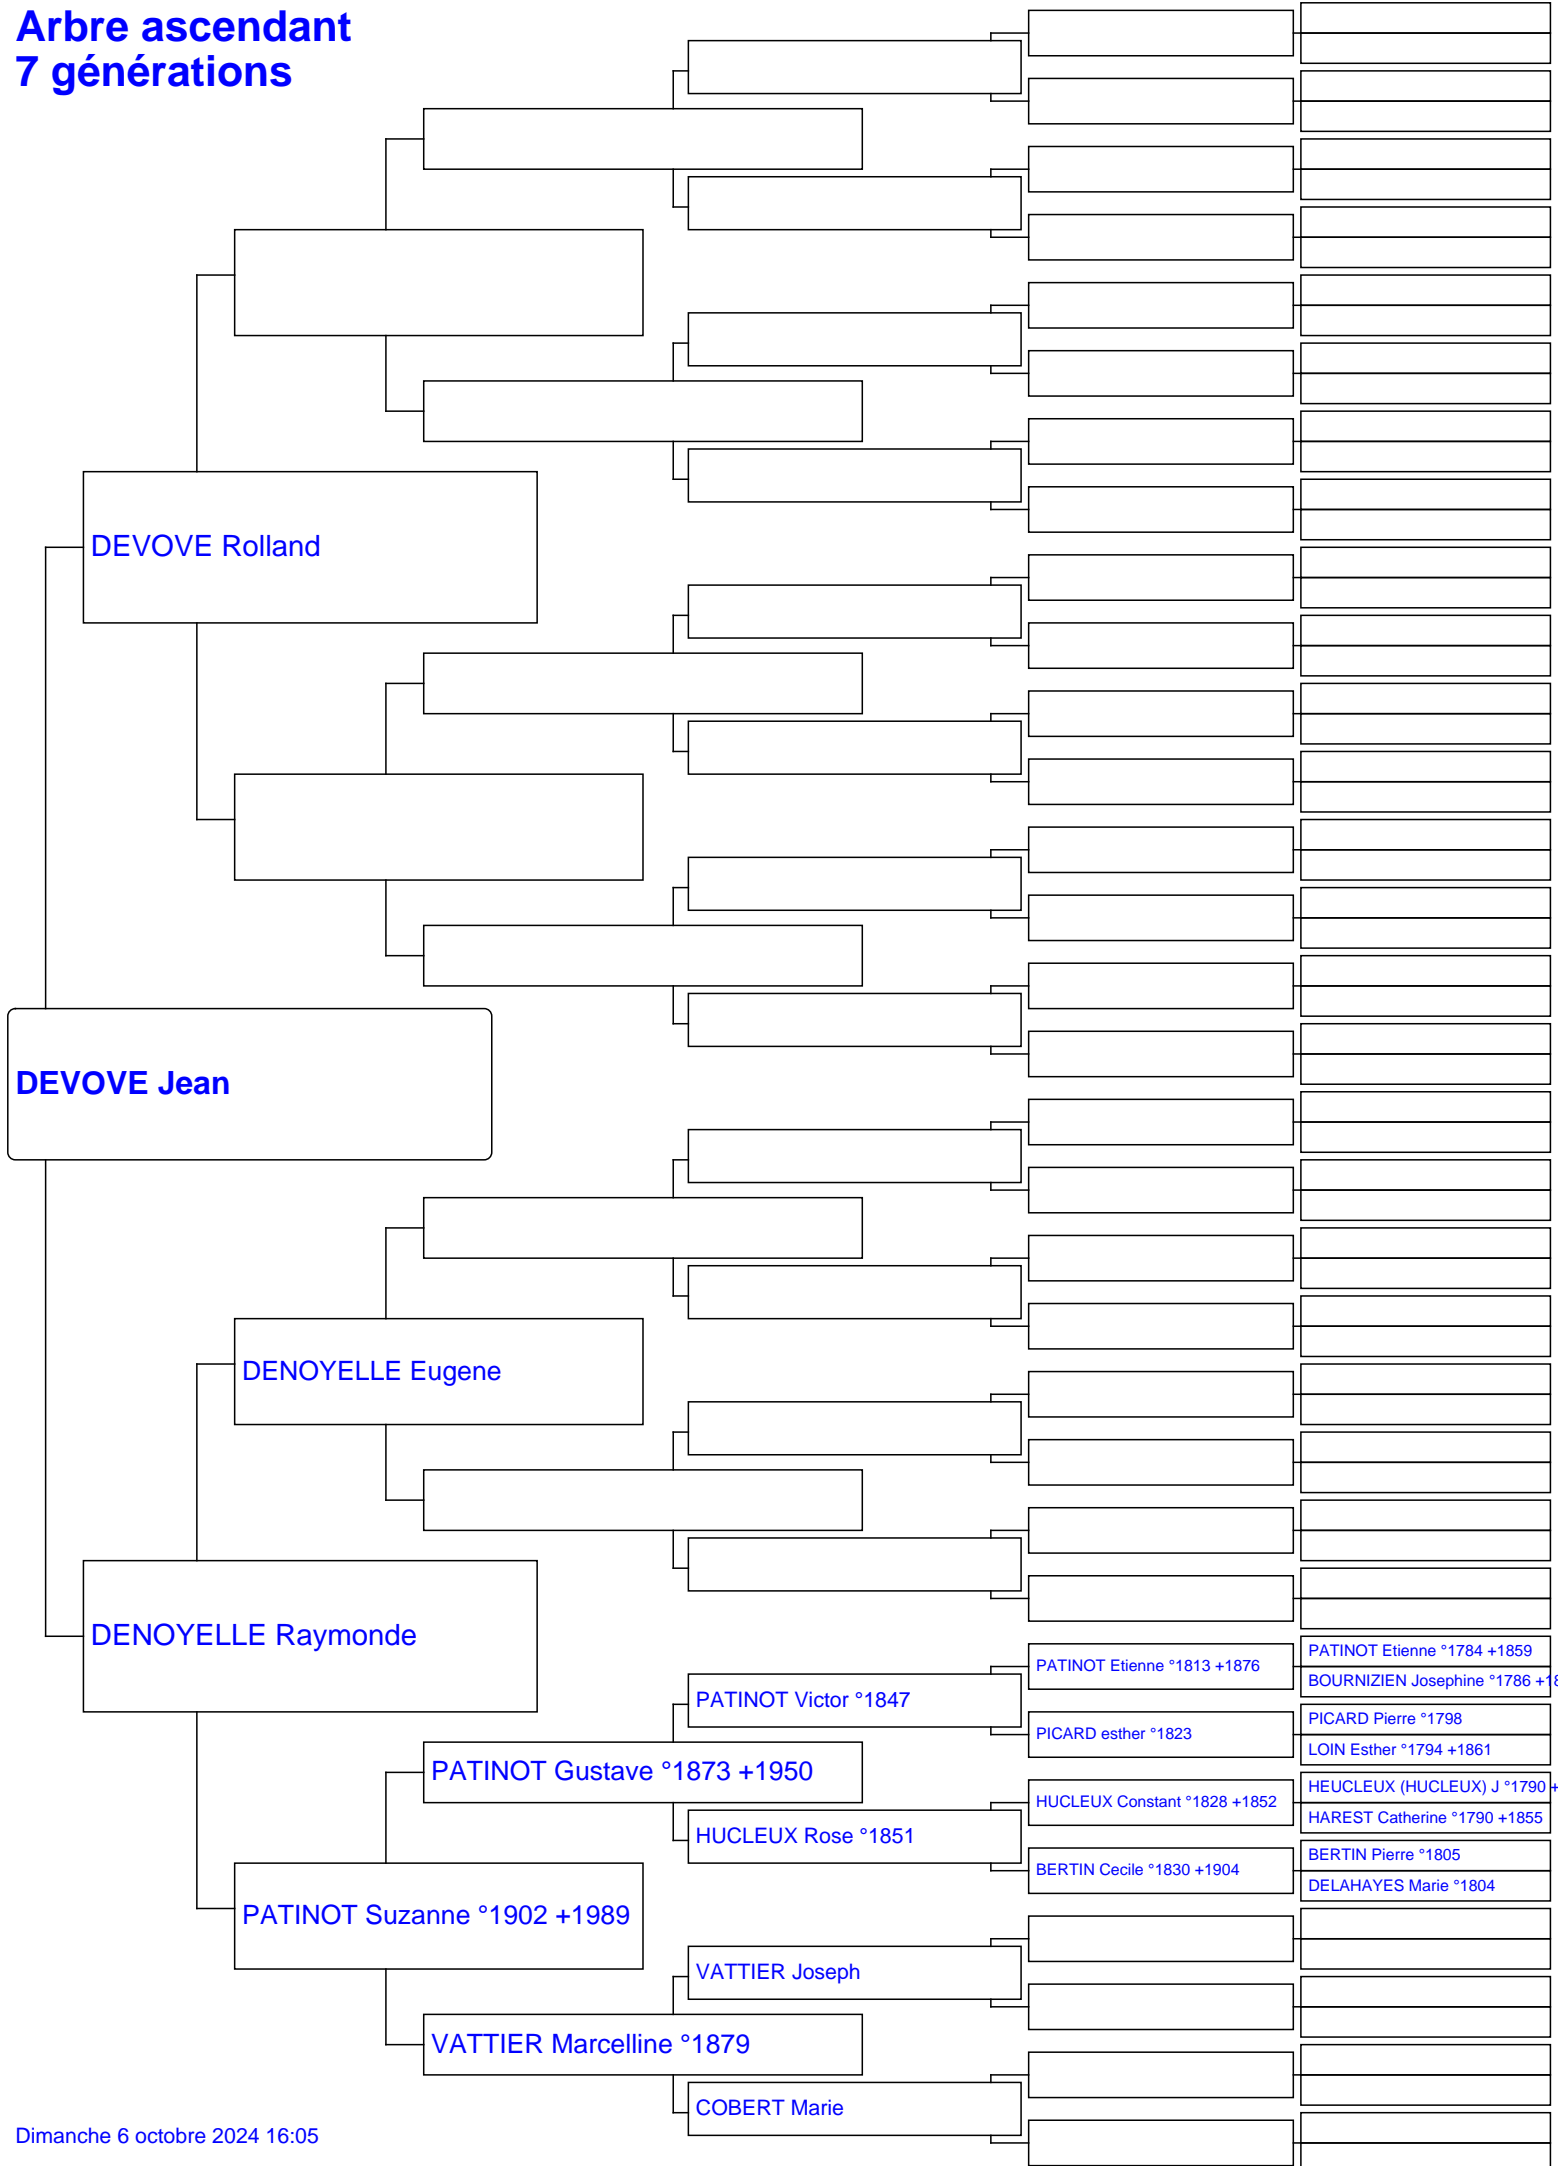 Arbre ascendant
7 générations
DEVOVE Rolland
DEVOVE Jean
DENOYELLE Eugene
DENOYELLE Raymonde
PATINOT Etienne °1784 +1859
PATINOT Etienne °1813 +1876
BOURNIZIEN Josephine °1786 +18
PATINOT Victor °1847
PICARD Pierre °1798
PICARD esther °1823
LOIN Esther °1794 +1861
PATINOT Gustave °1873 +1950
HEUCLEUX (HUCLEUX) J °1790 +
HUCLEUX Constant °1828 +1852
HAREST Catherine °1790 +1855
HUCLEUX Rose °1851
BERTIN Pierre °1805
BERTIN Cecile °1830 +1904
DELAHAYES Marie °1804
PATINOT Suzanne °1902 +1989
VATTIER Joseph
VATTIER Marcelline °1879
COBERT Marie
Dimanche 6 octobre 2024 16:05